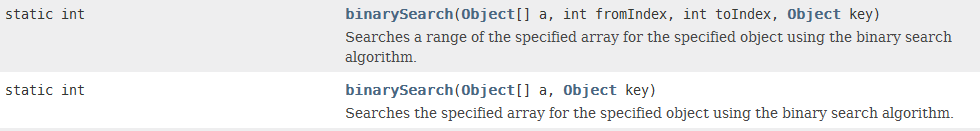 static int binarySearch(Object[] a, int fromIndex, int toIndex, Object key)
Searches a range of the specified array for the specified object using the binary search
algorithm.
static int binarySearch(Object[] a, Object key)
Searches the specified array for the specified object using the binary search algorithm.